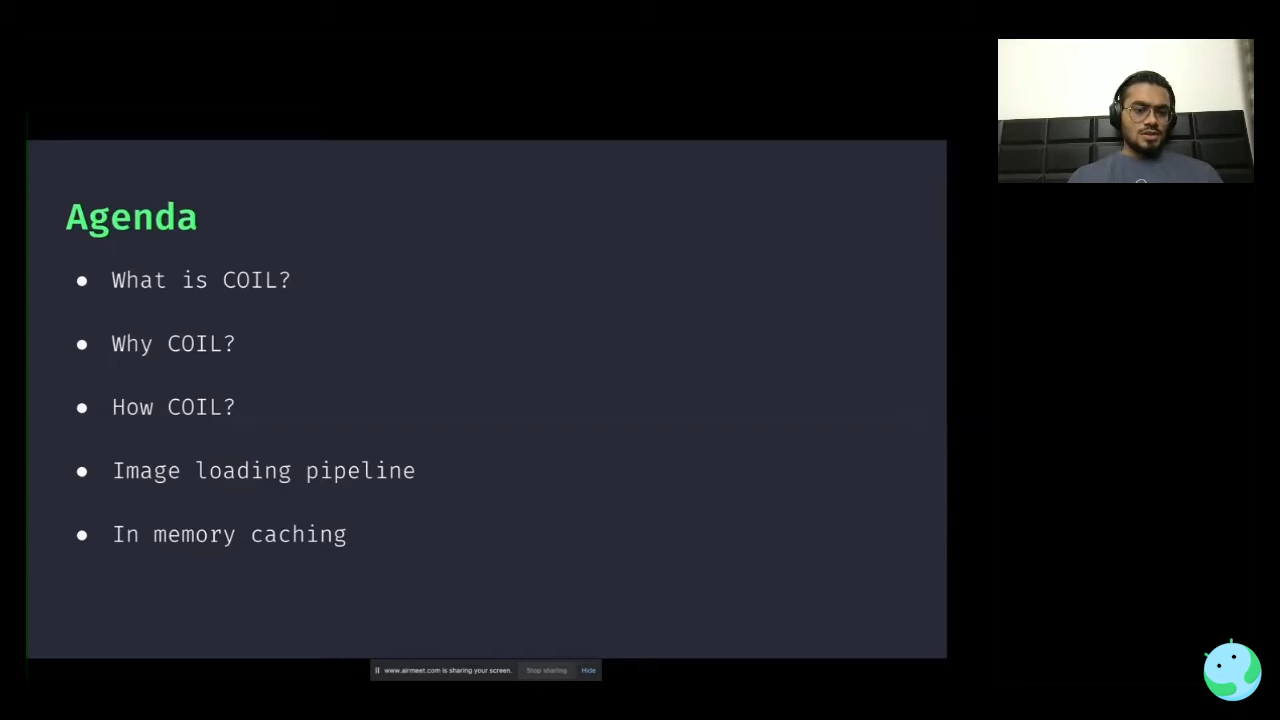 Agenda
● What is COIL?
● Why COIL?
● How COIL?
● Image loading pipeline
● In memory caching
www.airmeet.com is sharing your screen. Stop sharing Hide